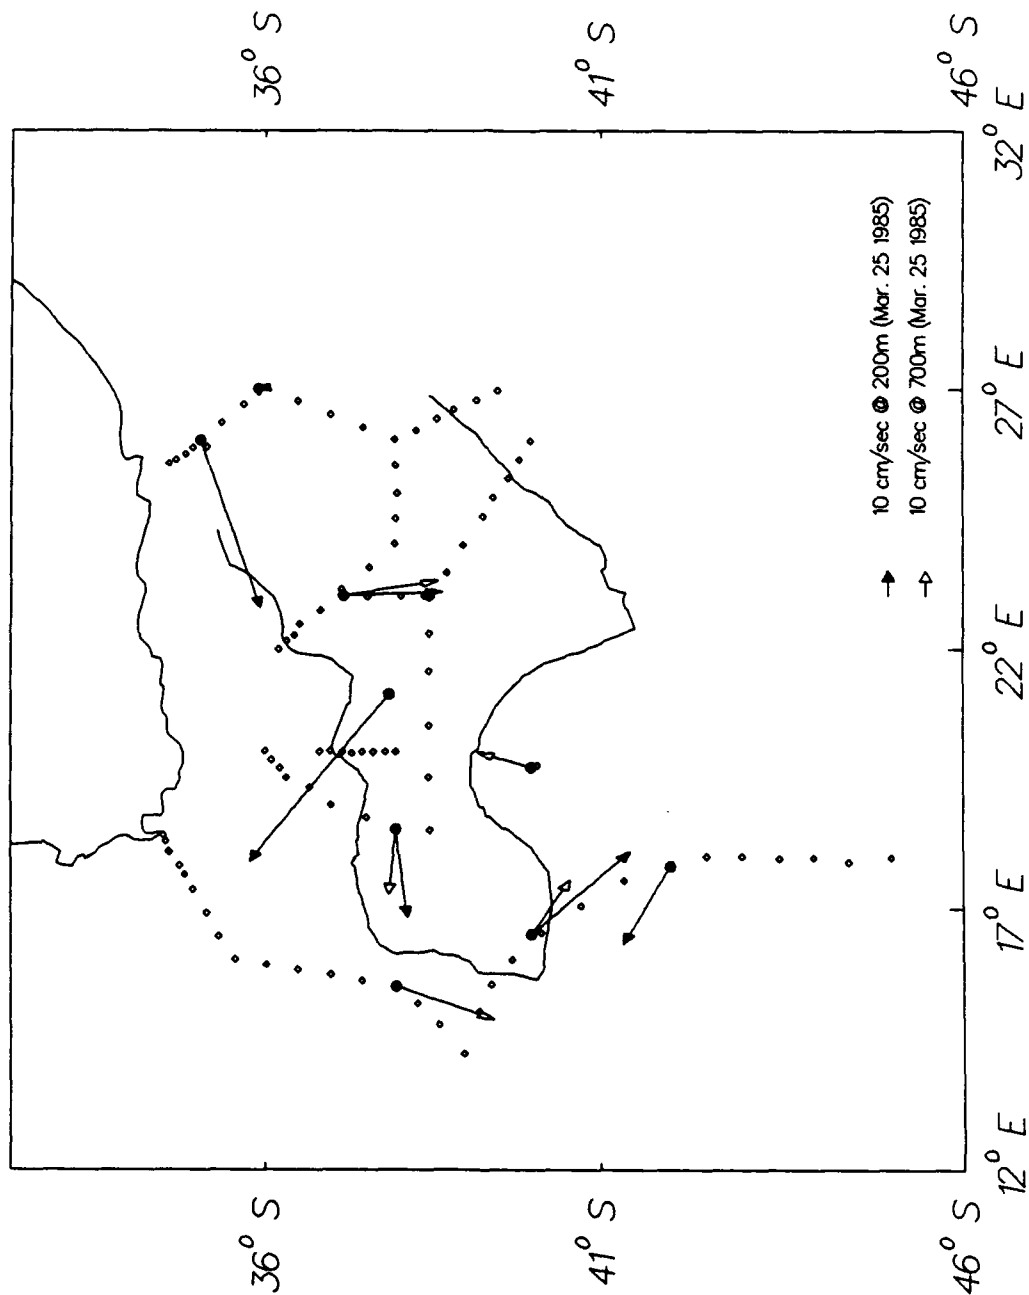 36° S
41° S
46° S
10 cm/sec @ 200m (Mar. 25 1985)
10 cm/sec @ 700m (Mar. 25 1985)
36° S
41° S
46° S
12° E
17° E
22° E
27° E
32° E